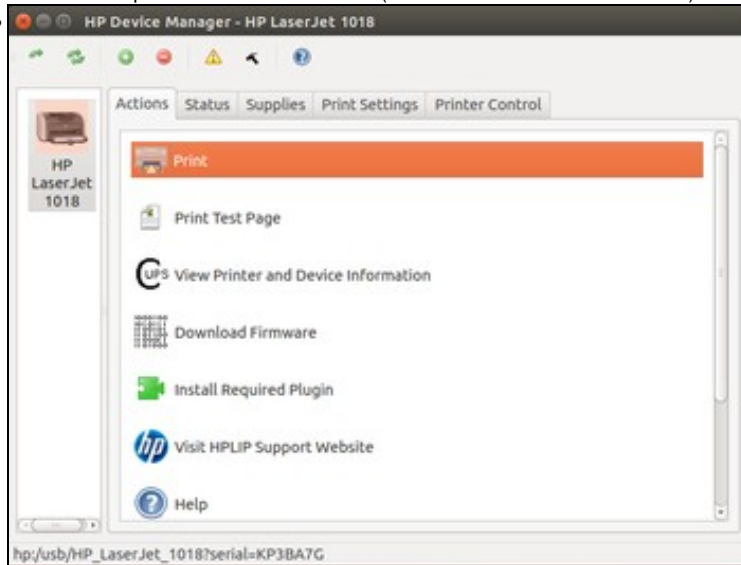 HP Device Manager - HP LaserJet 1018
Actions Status Supplies Print Settings Printer Control
HP
LaserJet
1018
Print
Print Test Page
CUPS View Printer and Device Information
Download Firmware
Install Required Plugin
hp Visit HPLIP Support Website
Help
hp:/usb/HP_LaserJet_1018?serial=KP3BA7G